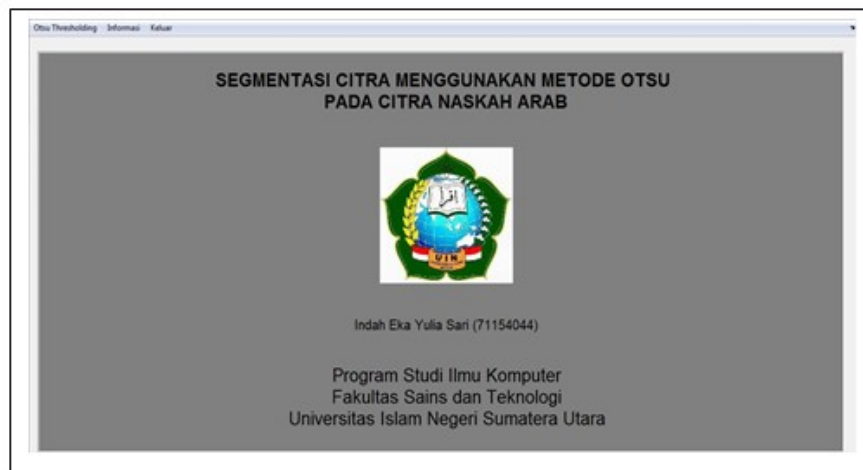 Otsu Thresholding Informasi Keluar
SEGMENTASI CITRA MENGGUNAKAN METODE OTSU
PADA CITRA NASKAH ARAB
UIN
Indah Eka Yulia Sari (71154044)
Program Studi Ilmu Komputer
Fakultas Sains dan Teknologi
Universitas Islam Negeri Sumatera Utara